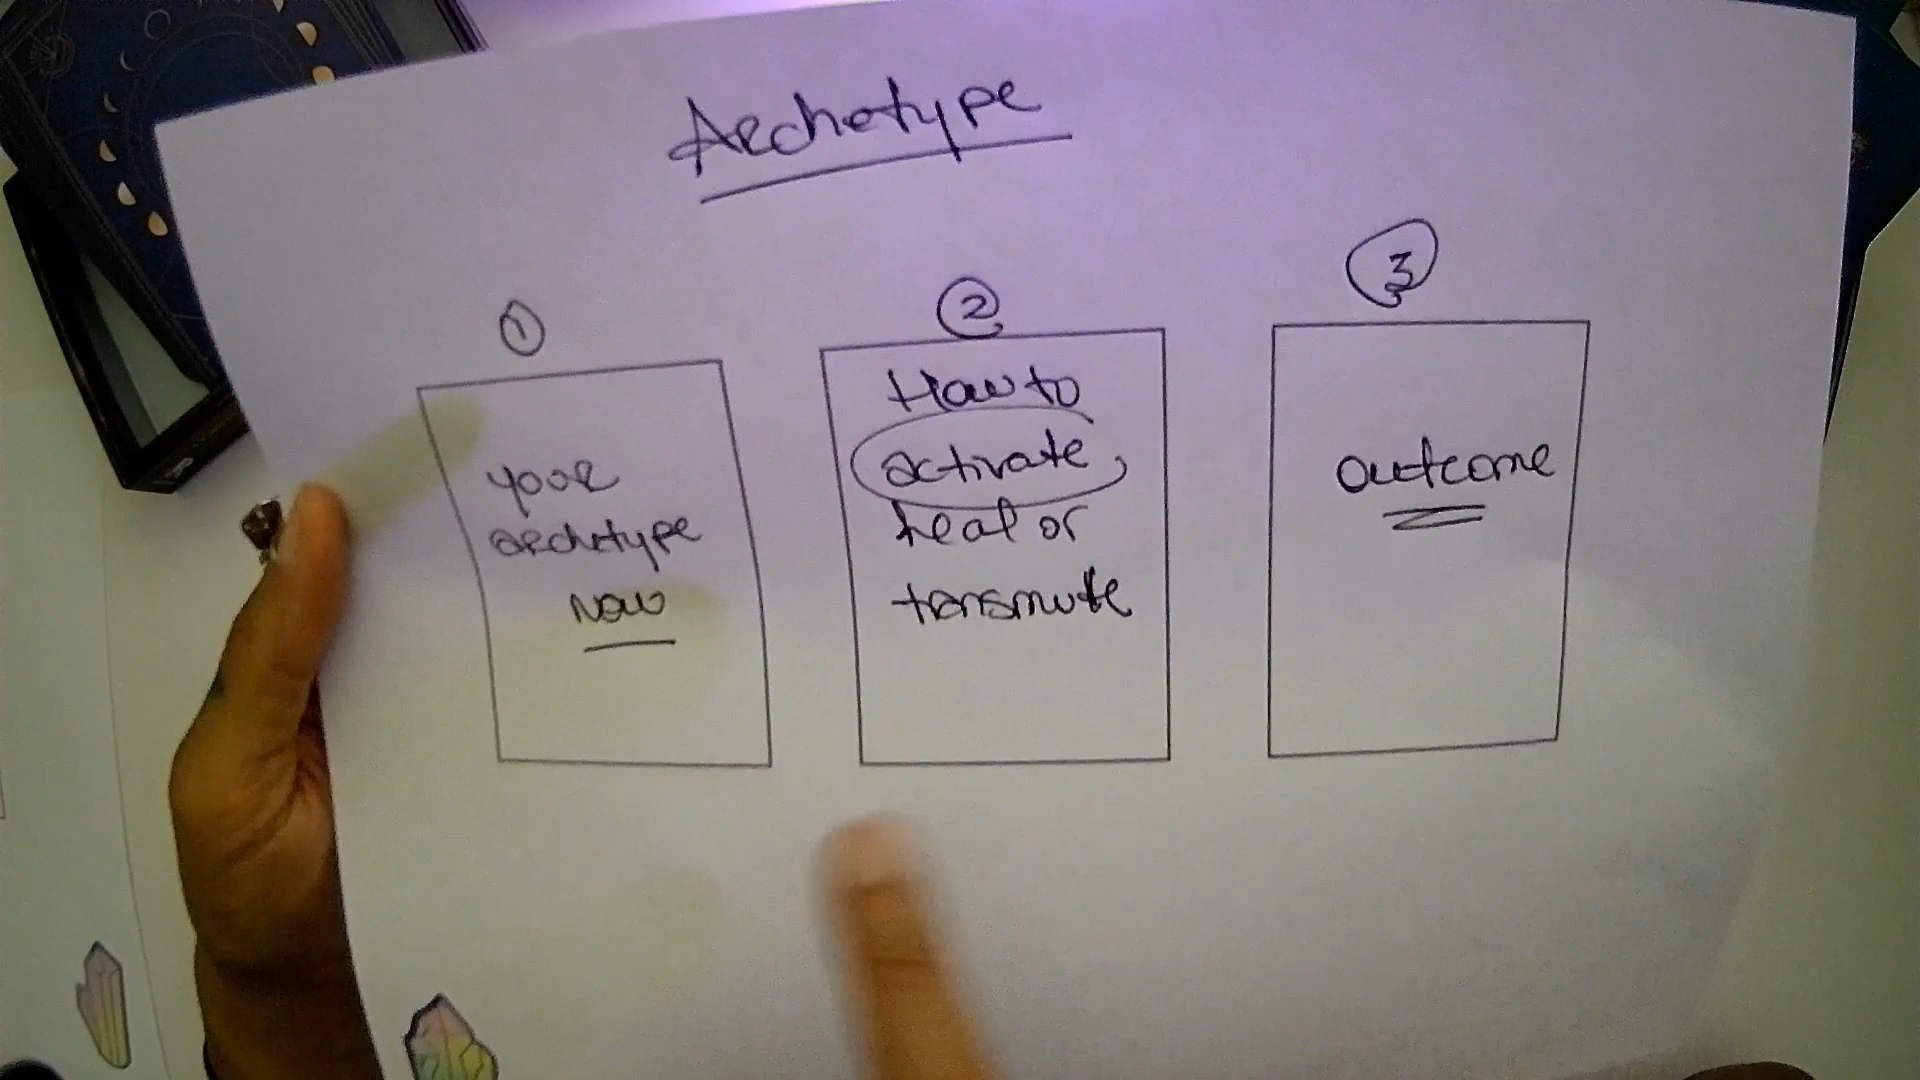 Archetype
1
your
archetype
Now
2
How to
activate,
heal or
transmute
3
outcome